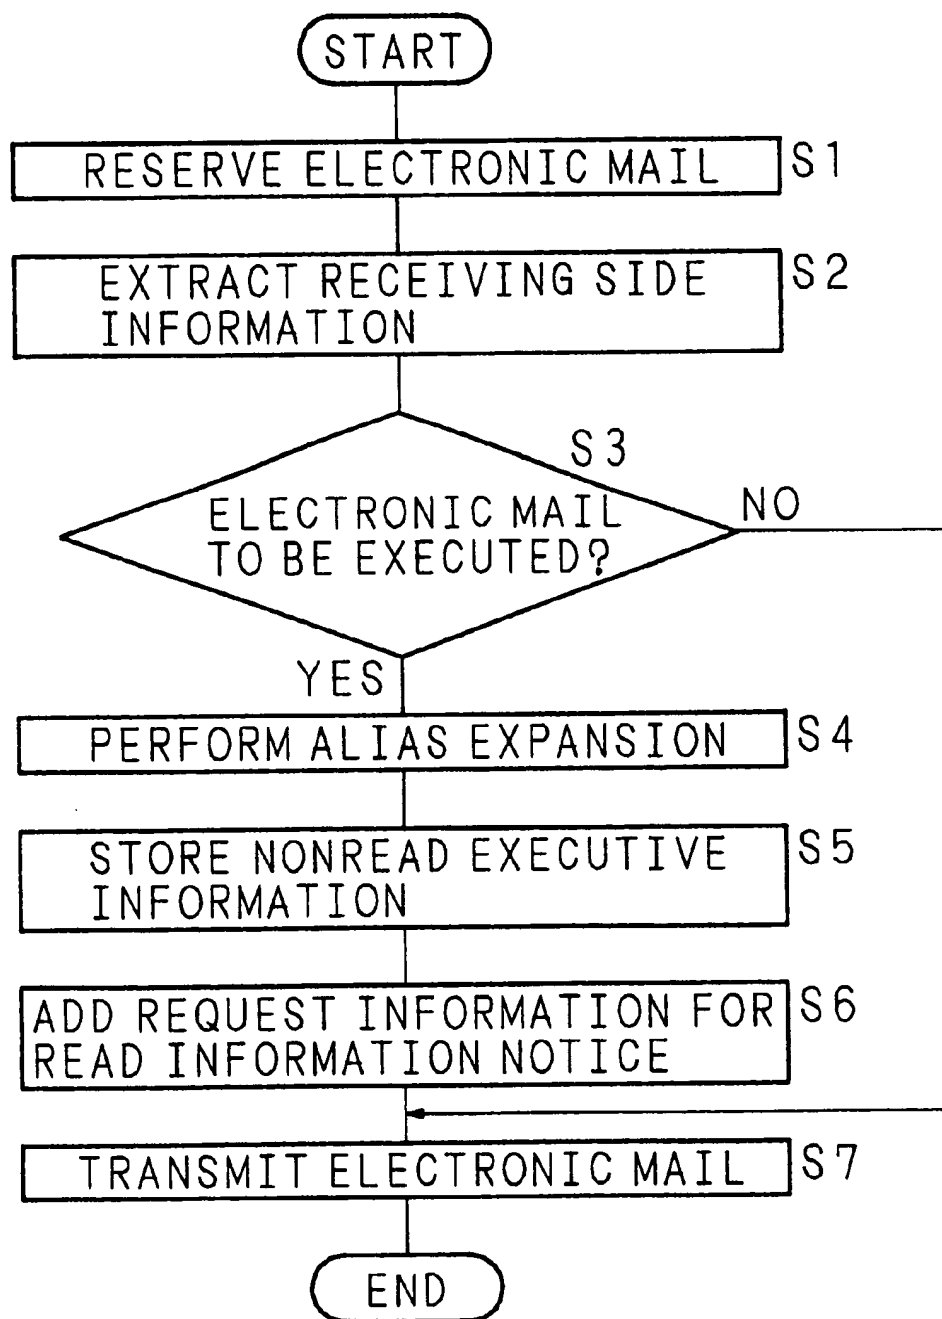 START
RESERVE ELECTRONIC MAIL S1
EXTRACT RECEIVING SIDE S2
INFORMATION
S3
ELECTRONIC MAIL NO
TO BE EXECUTED?
YES
PERFORM ALIAS EXPANSION S4
STORE NONREAD EXECUTIVE S5
INFORMATION
ADD REQUEST INFORMATION FOR S6
READ INFORMATION NOTICE
TRANSMIT ELECTRONIC MAIL S7
END